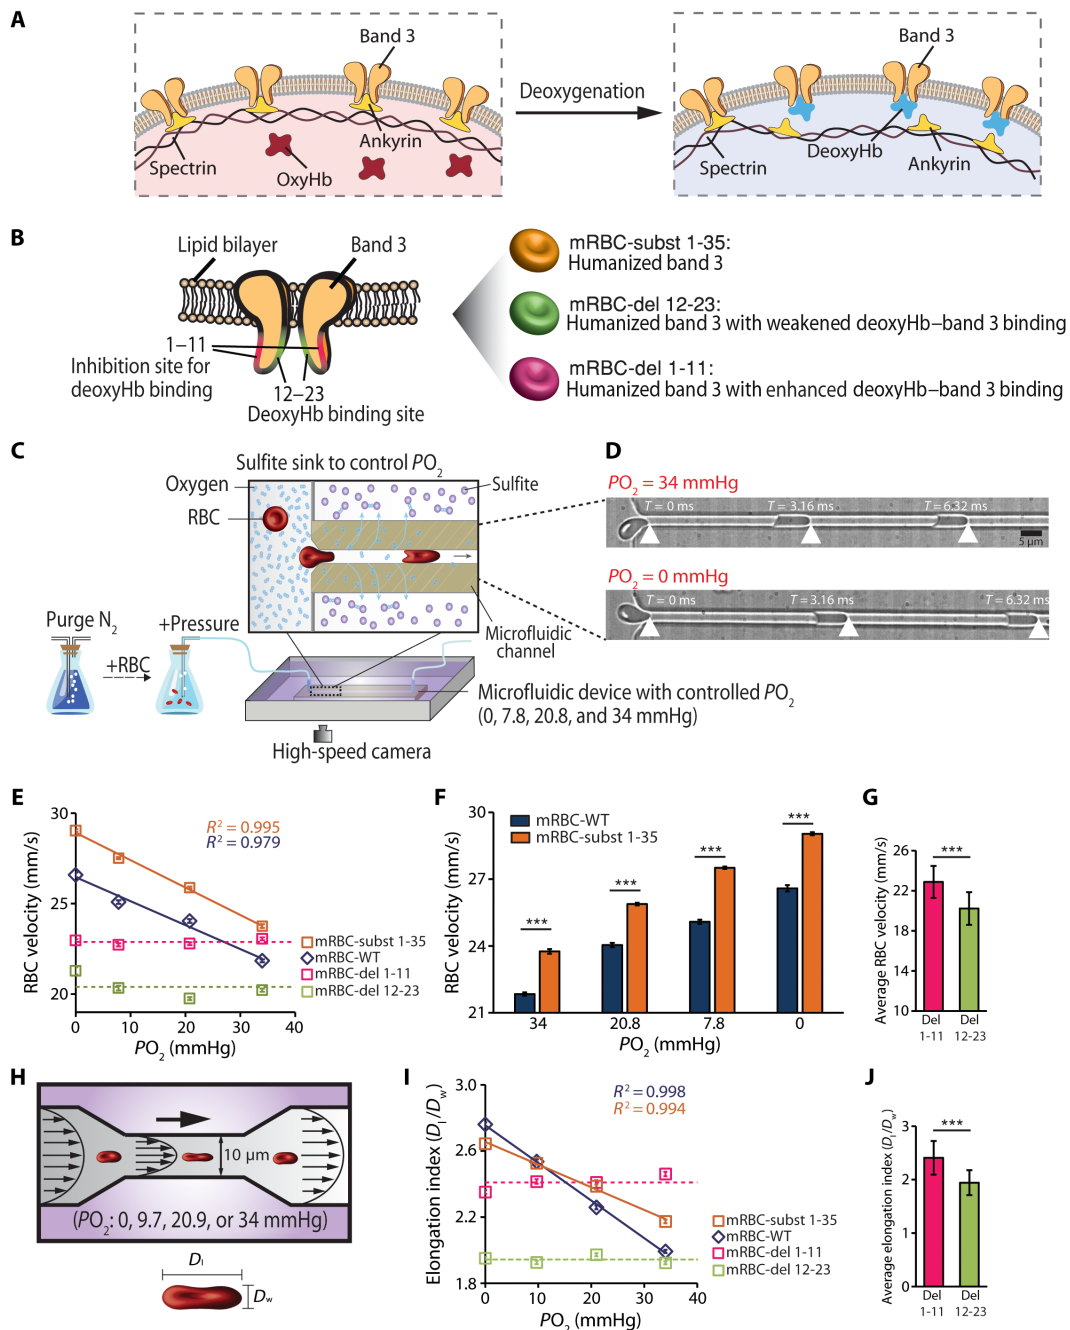 A
Band 3
Spectrin
Ankyrin
OxyHb
Deoxygenation
Band 3
Spectrin
DeoxyHb
Ankyrin
B
Lipid bilayer
Band 3
1–11
Inhibition site for
deoxyHb binding
12–23
DeoxyHb binding site
mRBC-subst 1-35:
Humanized band 3
mRBC-del 12-23:
Humanized band 3 with weakened deoxyHb–band 3 binding
mRBC-del 1-11:
Humanized band 3 with enhanced deoxyHb–band 3 binding
C
Sulfite sink to control PO2
Oxygen
RBC
Sulfite
Purge N2
+RBC
+Pressure
Microfluidic
channel
Microfluidic device with controlled PO2
(0, 7.8, 20.8, and 34 mmHg)
High-speed camera
D
PO2 = 34 mmHg
T = 0 ms
T = 3.16 ms
T = 6.32 ms
5 µm
PO2 = 0 mmHg
T = 0 ms
T = 3.16 ms
T = 6.32 ms
E
RBC velocity (mm/s)
30
25
20
R2 = 0.995
R2 = 0.979
mRBC-subst 1-35
mRBC-WT
mRBC-del 1-11
mRBC-del 12-23
0 10 20 30 40
PO2 (mmHg)
F
RBC velocity (mm/s)
30
27
24
21
mRBC-WT
mRBC-subst 1-35
***
***
***
***
34 20.8 7.8 0
PO2 (mmHg)
G
Average RBC velocity (mm/s)
26
22
18
14
10
***
Del
1-11
Del
12-23
H
10 µm
(PO2: 0, 9.7, 20.9, or 34 mmHg)
Dl
Dw
I
Elongation index (Dl/Dw)
3.0
2.6
2.2
1.8
R2 = 0.998
R2 = 0.994
mRBC-subst 1-35
mRBC-WT
mRBC-del 1-11
mRBC-del 12-23
0 10 20 30 40
PO2 (mmHg)
J
Average elongation index (Dl/Dw)
3
2
1
0
***
Del
1-11
Del
12-23